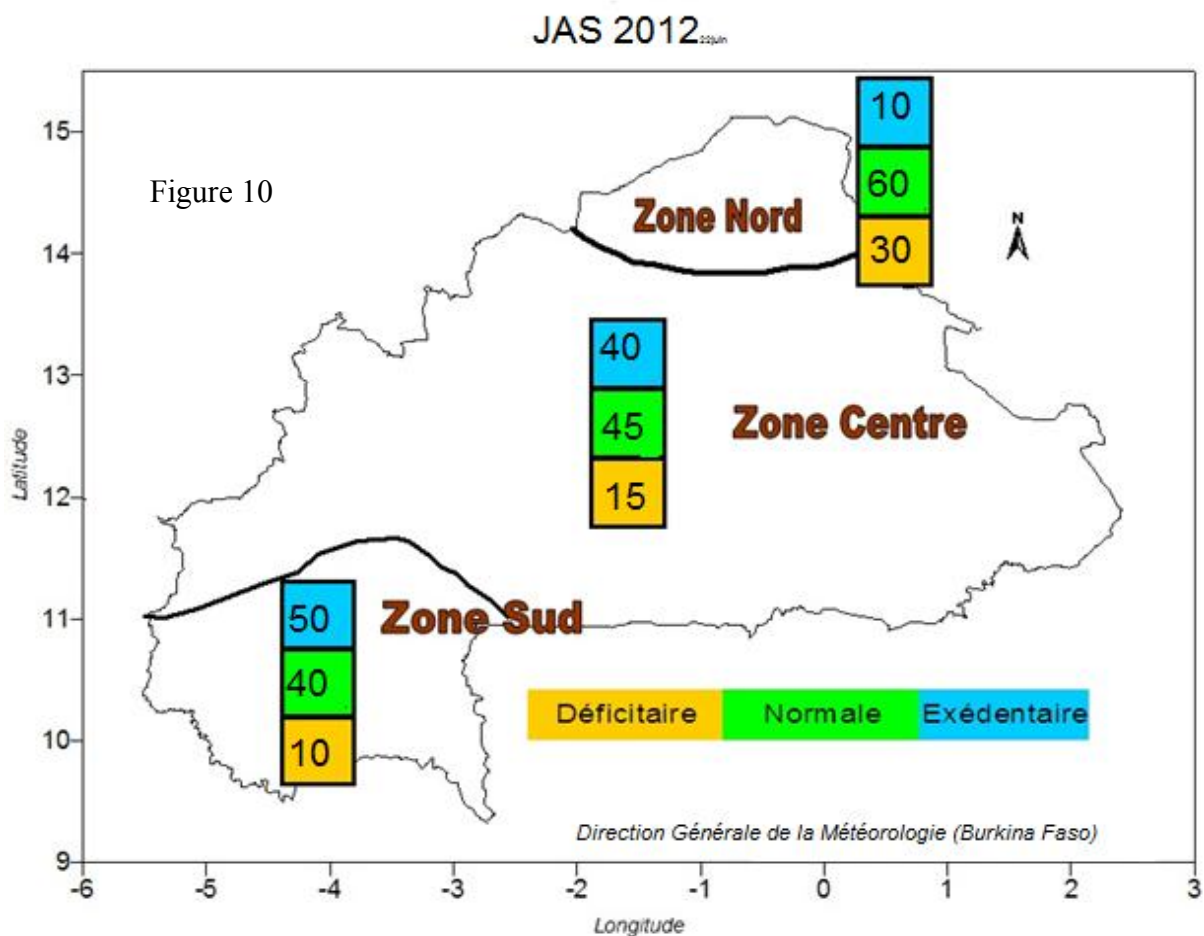 JAS 2012 22juin
Figure 10
15
14
13
12
11
10
9
Latitude
10
60
30
N
Zone Nord
40
45
15
Zone Centre
50
40
10
Zone Sud
Déficitaire Normale Exédentaire
Direction Générale de la Météorologie (Burkina Faso)
-6 -5 -4 -3 -2 -1 0 1 2 3
Longitude